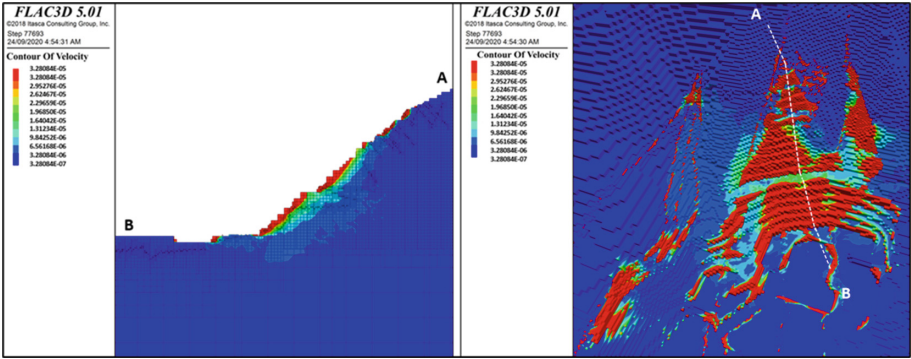 FLAC3D 5.01
©2018 Itasca Consulting Group, Inc.
Step 77693
24/09/2020 4:54:31 AM
Contour Of Velocity
3.28084E-05
3.28084E-05
2.95276E-05
2.62467E-05
2.29659E-05
1.96850E-05
1.64042E-05
1.31234E-05
9.84252E-06
6.56168E-06
3.28084E-06
3.28084E-07
A
B
FLAC3D 5.01
©2018 Itasca Consulting Group, Inc.
Step 77693
24/09/2020 4:54:30 AM
Contour Of Velocity
3.28084E-05
3.28084E-05
2.95276E-05
2.62467E-05
2.29659E-05
1.96850E-05
1.64042E-05
1.31234E-05
9.84252E-06
6.56168E-06
3.28084E-06
3.28084E-07
A
B